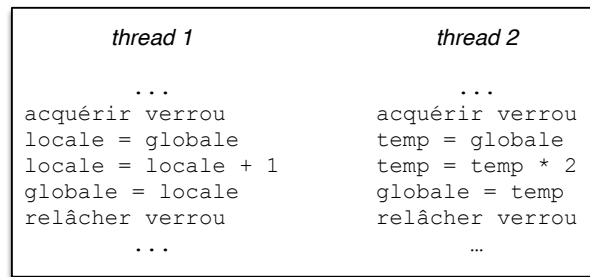 thread 1
...
acquérir verrou
locale = globale
locale = locale + 1
globale = locale
relâcher verrou
...
thread 2
...
acquérir verrou
temp = globale
temp = temp * 2
globale = temp
relâcher verrou
…